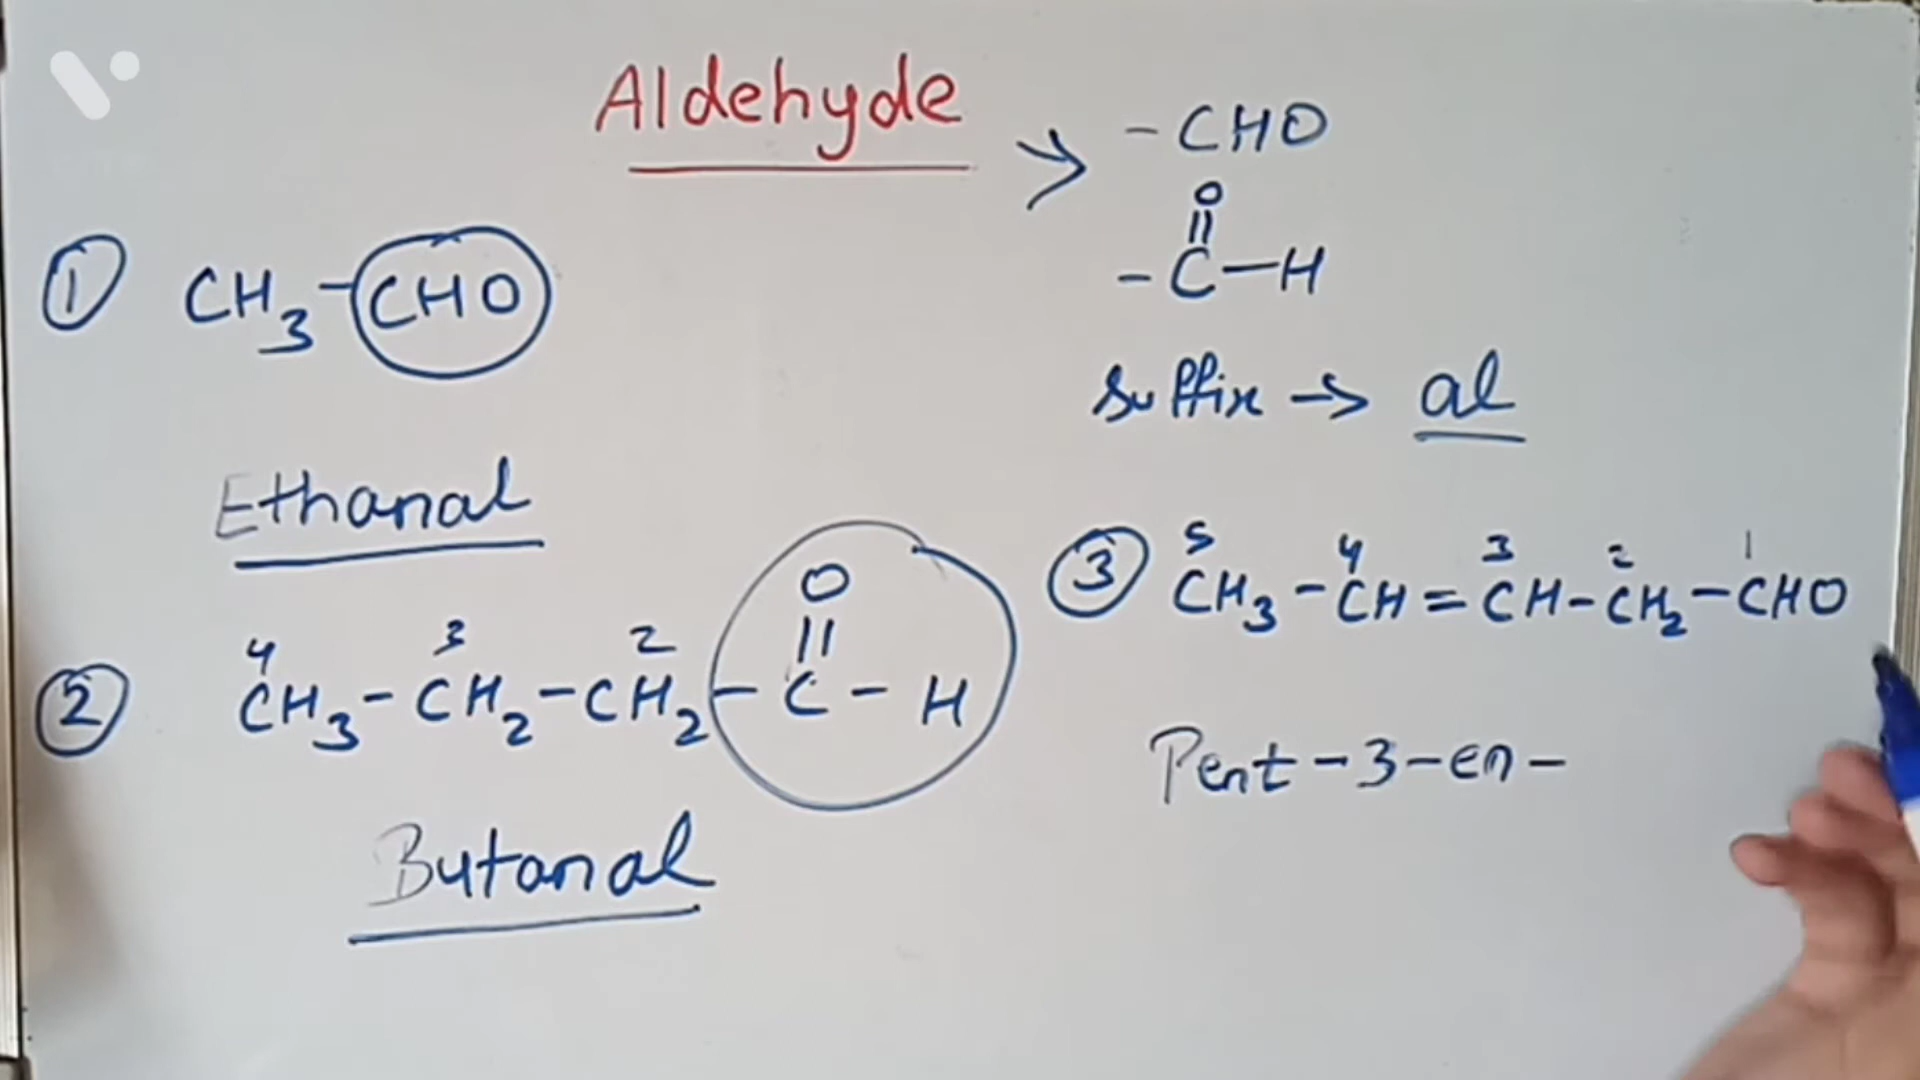 Aldehyde
> - CHO
O
||
- C - H
suffix → al
① CH3 - CHO
Ethanal
② 4 3 2 O
||
CH3 - CH2 - CH2 - C - H
Butanal
③ 5 4 3 2 1
CH3 - CH = CH - CH2 - CHO
Pent - 3 - en -